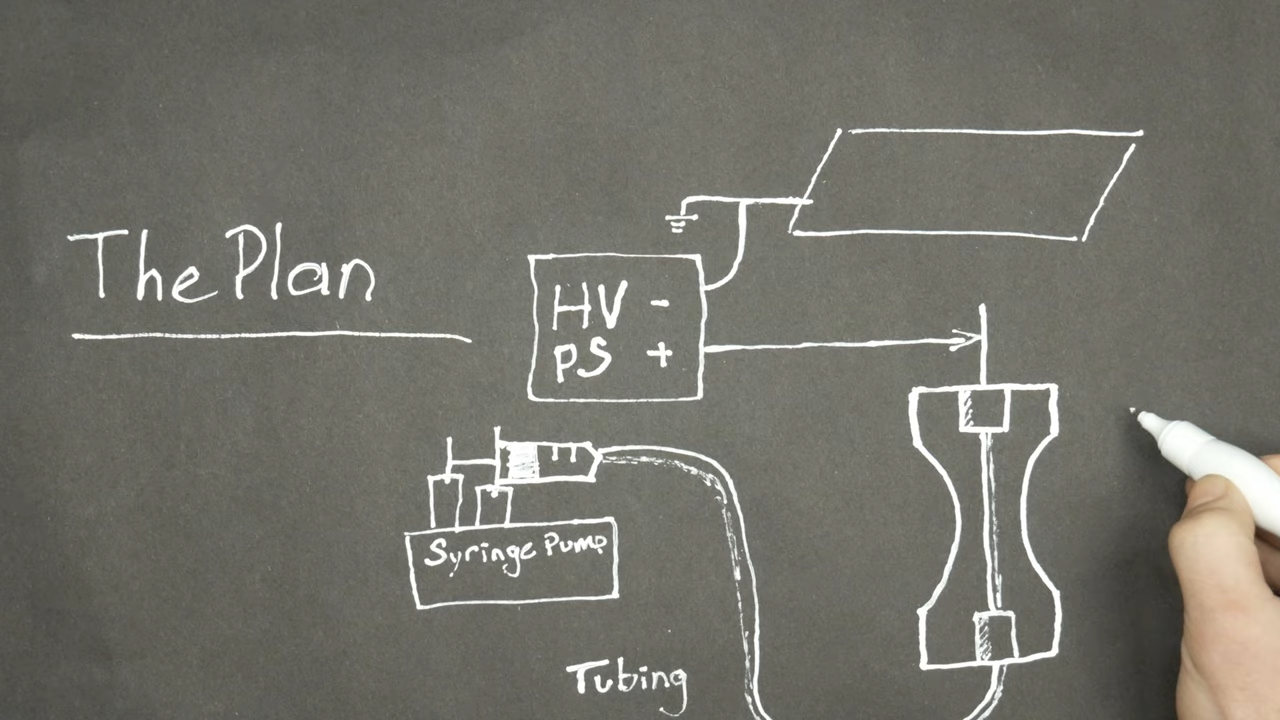 The Plan
HV -
PS +
Syringe Pump
Tubing